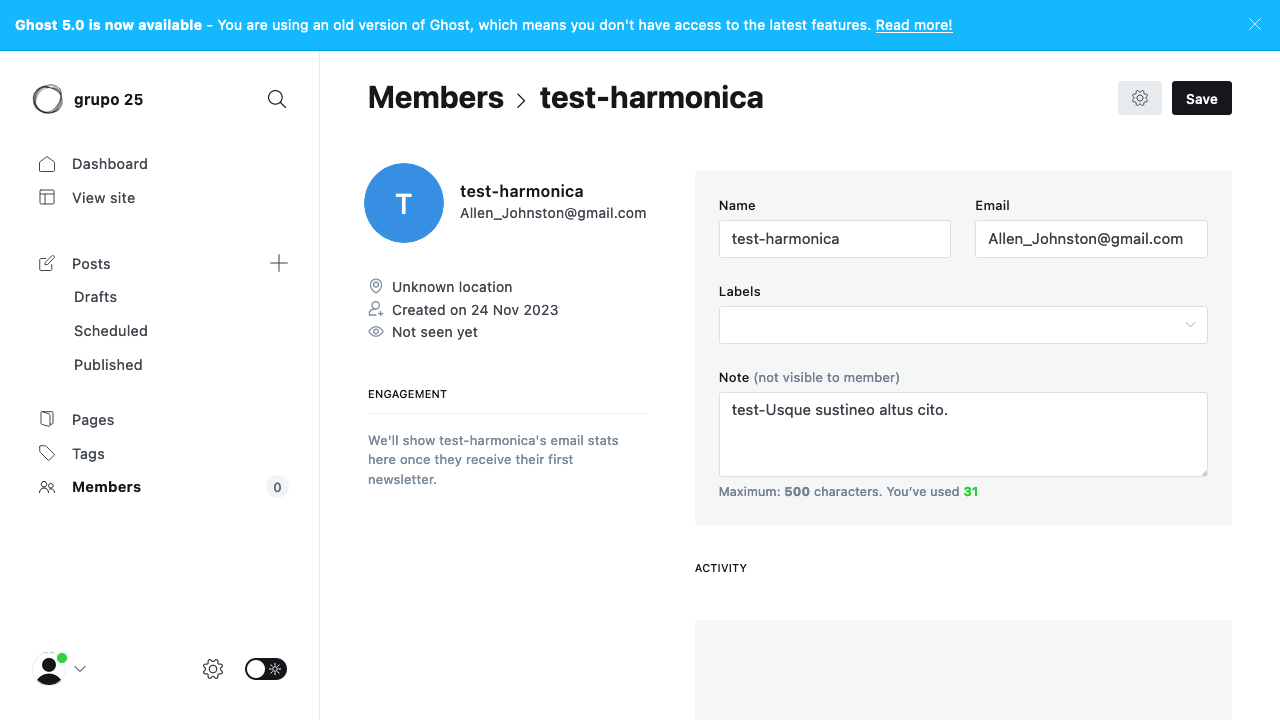 Ghost 5.0 is now available - You are using an old version of Ghost, which means you don't have access to the latest features. Read more!
grupo 25
Dashboard
View site
Posts
Drafts
Scheduled
Published
Pages
Tags
Members 0
Members > test-harmonica
Save
T
test-harmonica
Allen_Johnston@gmail.com
Unknown location
Created on 24 Nov 2023
Not seen yet
ENGAGEMENT
We'll show test-harmonica's email stats
here once they receive their first
newsletter.
Name
test-harmonica
Email
Allen_Johnston@gmail.com
Labels
Note (not visible to member)
test-Usque sustineo altus cito.
Maximum: 500 characters. You've used 31
ACTIVITY